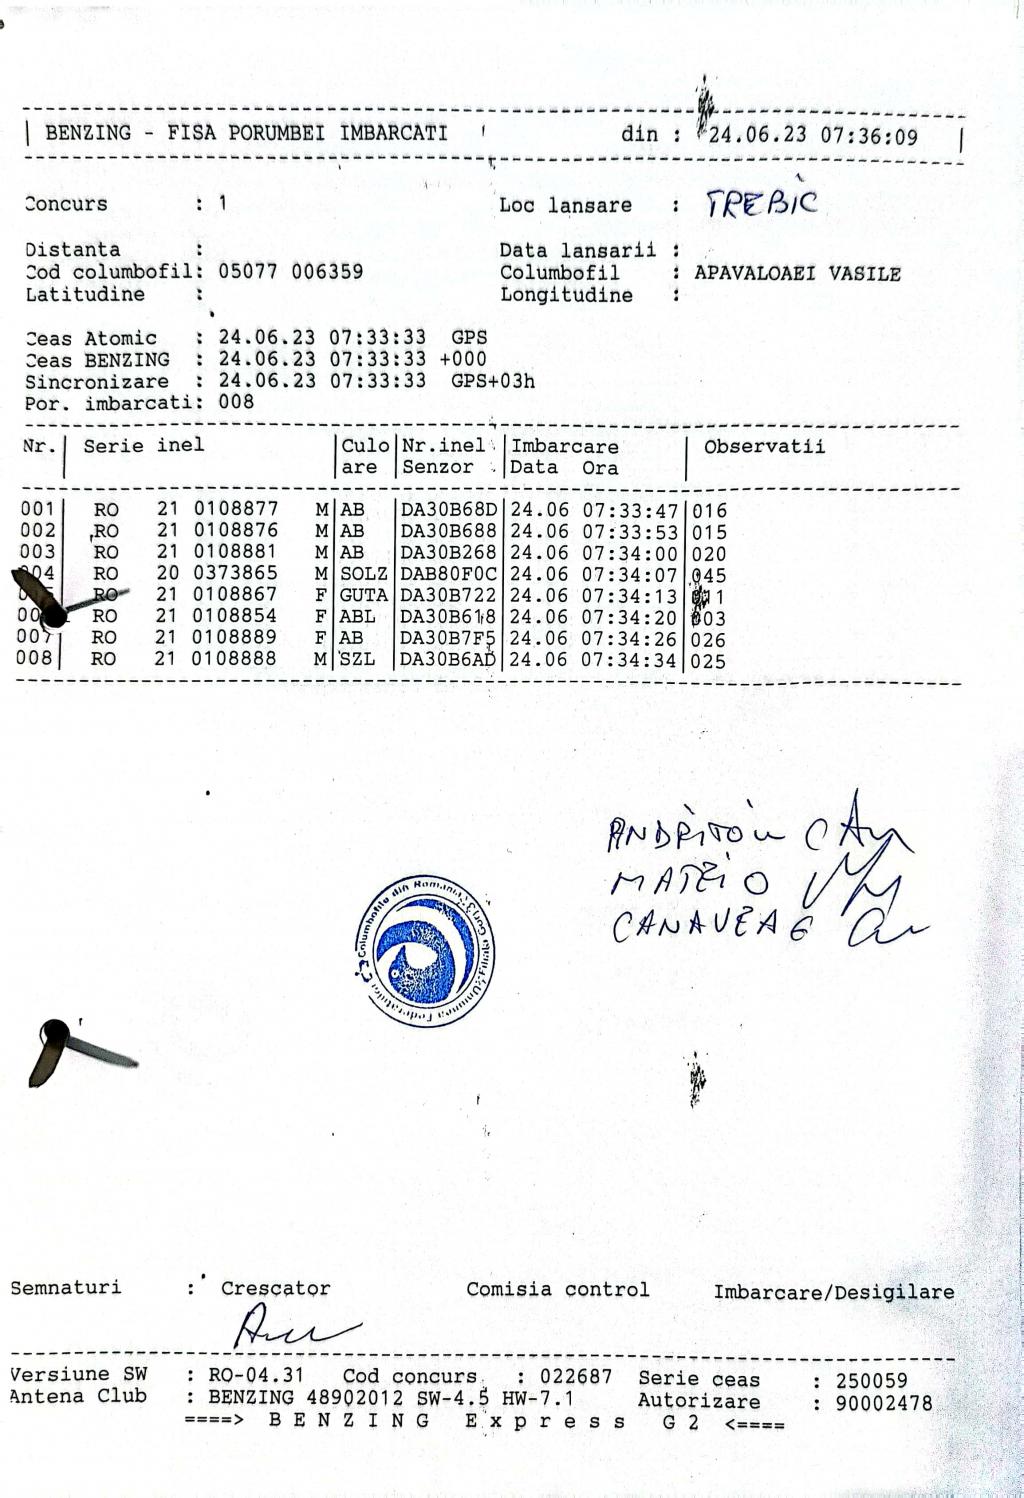 BENZING - FISA PORUMBEI IMBARCATI din : 24.06.23 07:36:09
Concurs : 1 Loc lansare : TREBIC
Distanta : Data lansarii :
Cod columbofil: 05077 006359 Columbofil : APAVALOAEI VASILE
Latitudine : Longitudine :
Ceas Atomic : 24.06.23 07:33:33 GPS
Ceas BENZING : 24.06.23 07:33:33 +000
Sincronizare : 24.06.23 07:33:33 GPS+03h
Por. imbarcati: 008
Nr.| Serie inel |Culo|Nr.inel |Imbarcare | Observatii
| |are |Senzor |Data Ora |
001| RO 21 0108877 M|AB |DA30B68D|24.06 07:33:47|016
002| RO 21 0108876 M|AB |DA30B688|24.06 07:33:53|015
003| RO 21 0108881 M|AB |DA30B268|24.06 07:34:00|020
004| RO 20 0373865 M|SOLZ|DAB80F0C|24.06 07:34:07|045
RO 21 0108867 F|GUTA|DA30B722|24.06 07:34:13|
RO 21 0108854 F|ABL |DA30B618|24.06 07:34:20|003
007| RO 21 0108889 F|AB |DA30B7F5|24.06 07:34:26|026
008| RO 21 0108888 M|SZL |DA30B6AD|24.06 07:34:34|025
MATEI O
CANAVEA G
Federatia Columbofila din Romania
Semnaturi : Crescator Comisia control Imbarcare/Desigilare
Versiune SW : RO-04.31 Cod concurs : 022687 Serie ceas : 250059
Antena Club : BENZING 48902012 SW-4.5 HW-7.1 Autorizare : 90002478
====> B E N Z I N G E x p r e s s G 2 <====